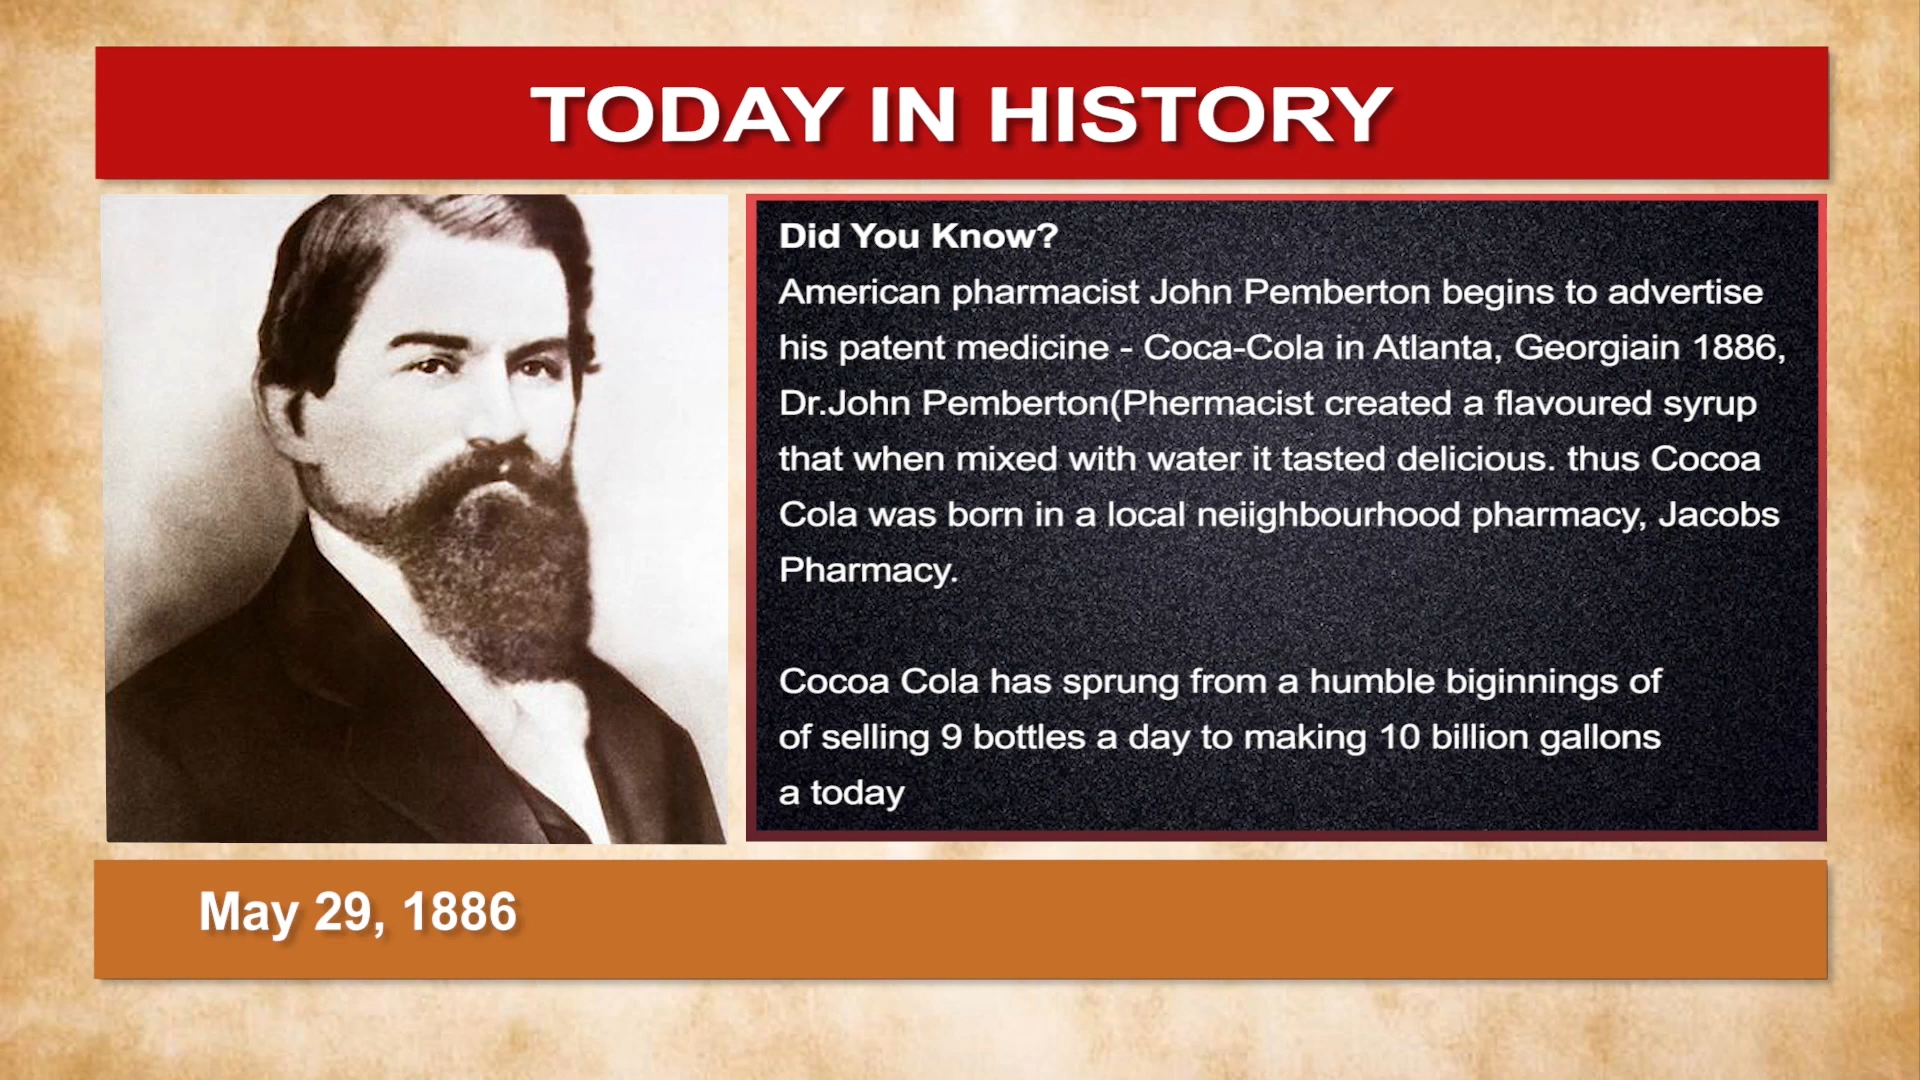 TODAY IN HISTORY
Did You Know?
American pharmacist John Pemberton begins to advertise
his patent medicine - Coca-Cola in Atlanta, Georgiain 1886,
Dr.John Pemberton(Phermacist created a flavoured syrup
that when mixed with water it tasted delicious. thus Cocoa
Cola was born in a local neiighbourhood pharmacy, Jacobs
Pharmacy.
Cocoa Cola has sprung from a humble biginnings of
of selling 9 bottles a day to making 10 billion gallons
a today
May 29, 1886